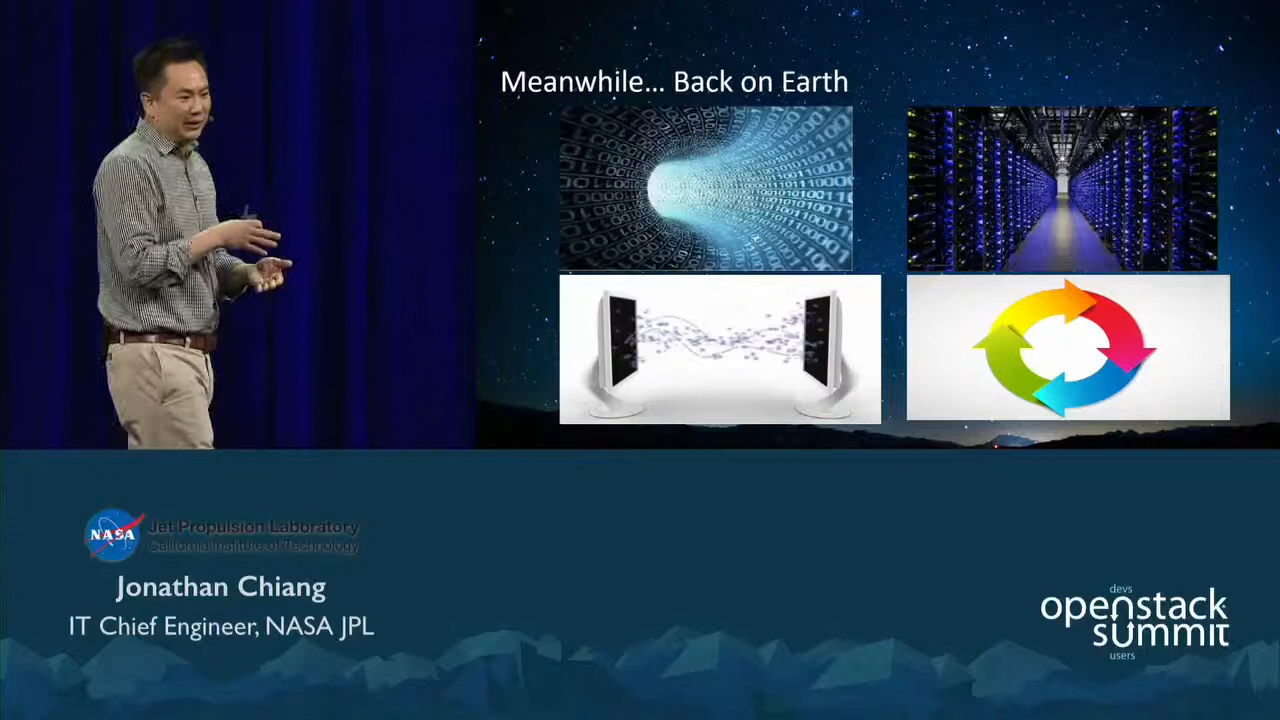 Meanwhile... Back on Earth
NASA
Jet Propulsion Laboratory
California Institute of Technology
Jonathan Chiang
IT Chief Engineer, NASA JPL
devs
openstack
summit
users